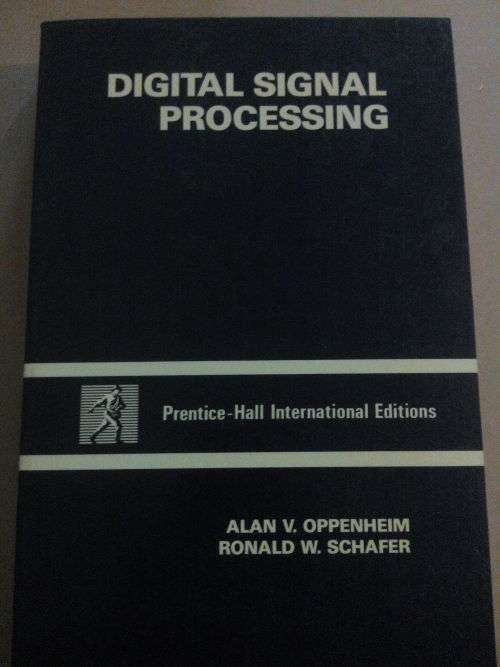 DIGITAL SIGNAL
PROCESSING
Prentice-Hall International Editions
ALAN V. OPPENHEIM
RONALD W. SCHAFER